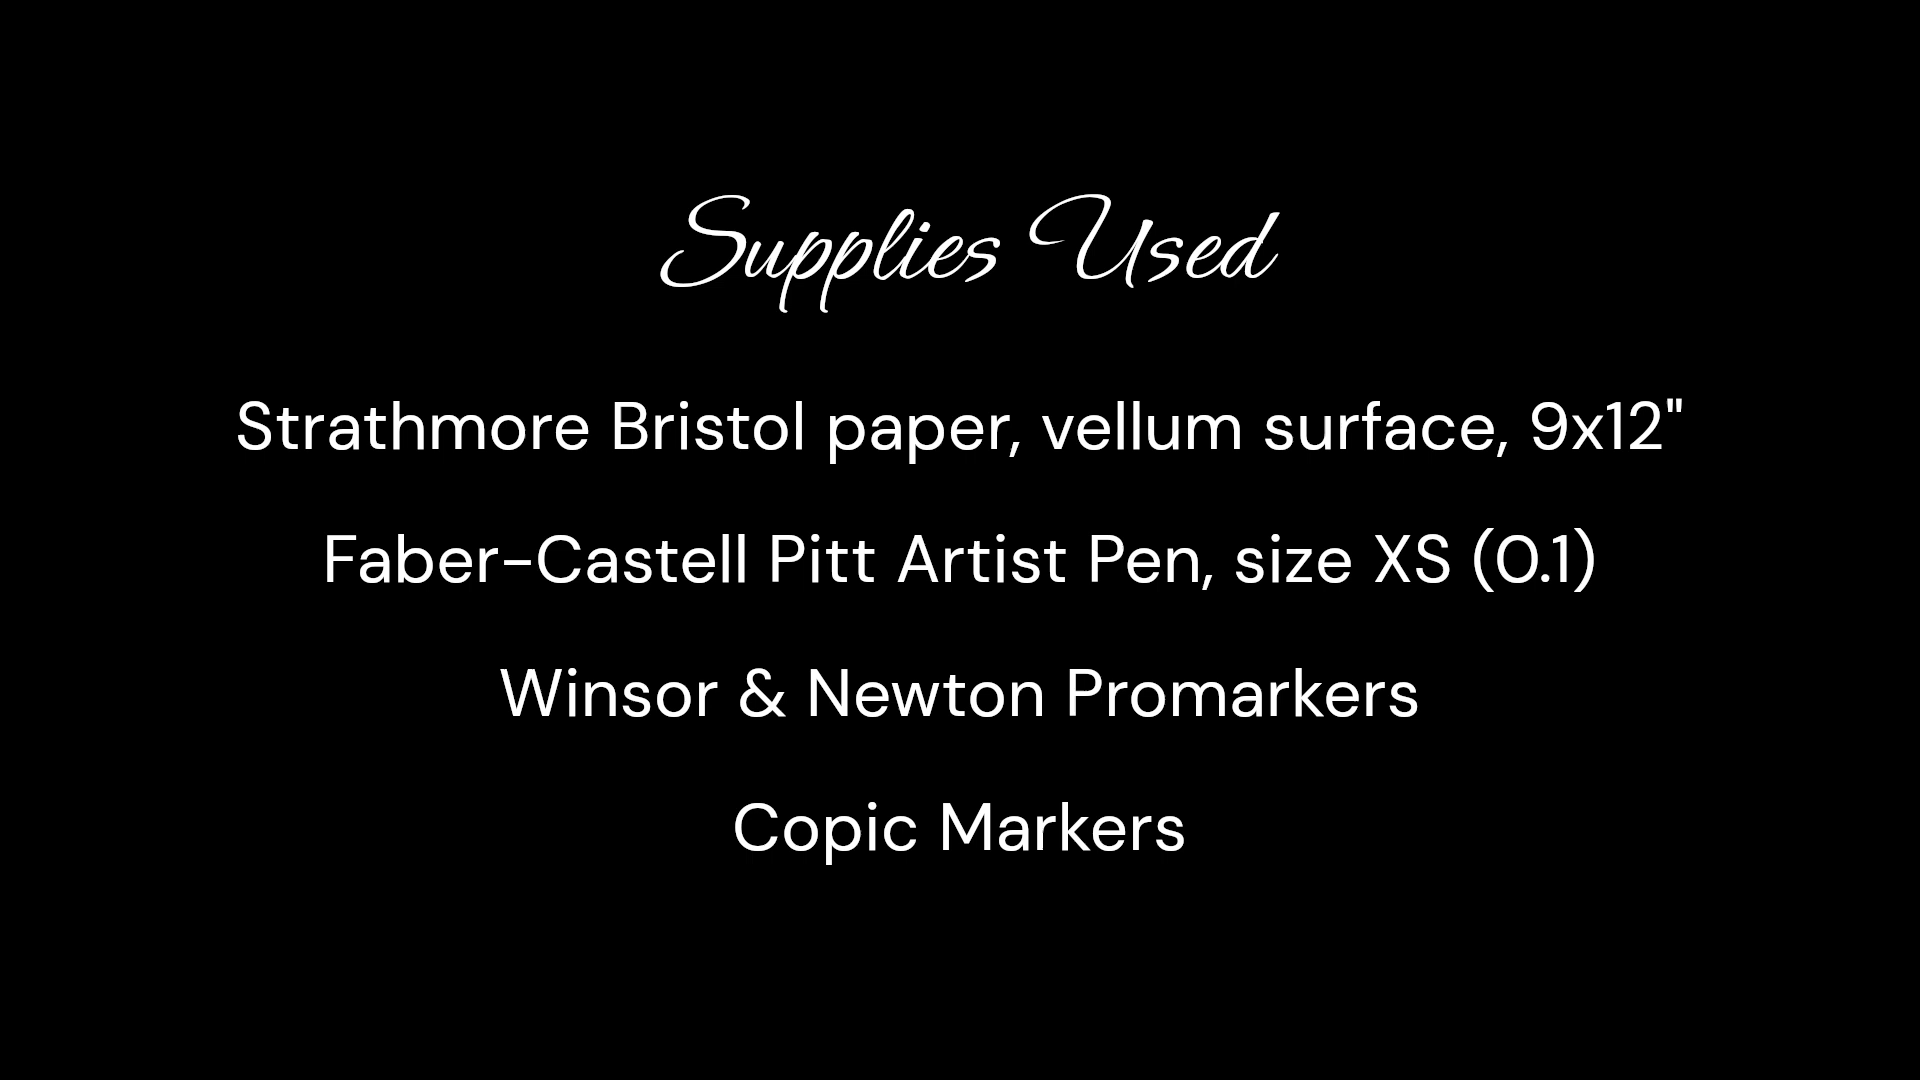 Supplies Used
Strathmore Bristol paper, vellum surface, 9x12"
Faber-Castell Pitt Artist Pen, size XS (0.1)
Winsor & Newton Promarkers
Copic Markers